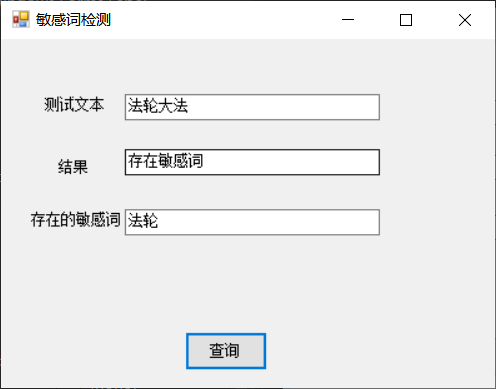 敏感词检测
测试文本 法轮大法
结果 存在敏感词
存在的敏感词 法轮
查询